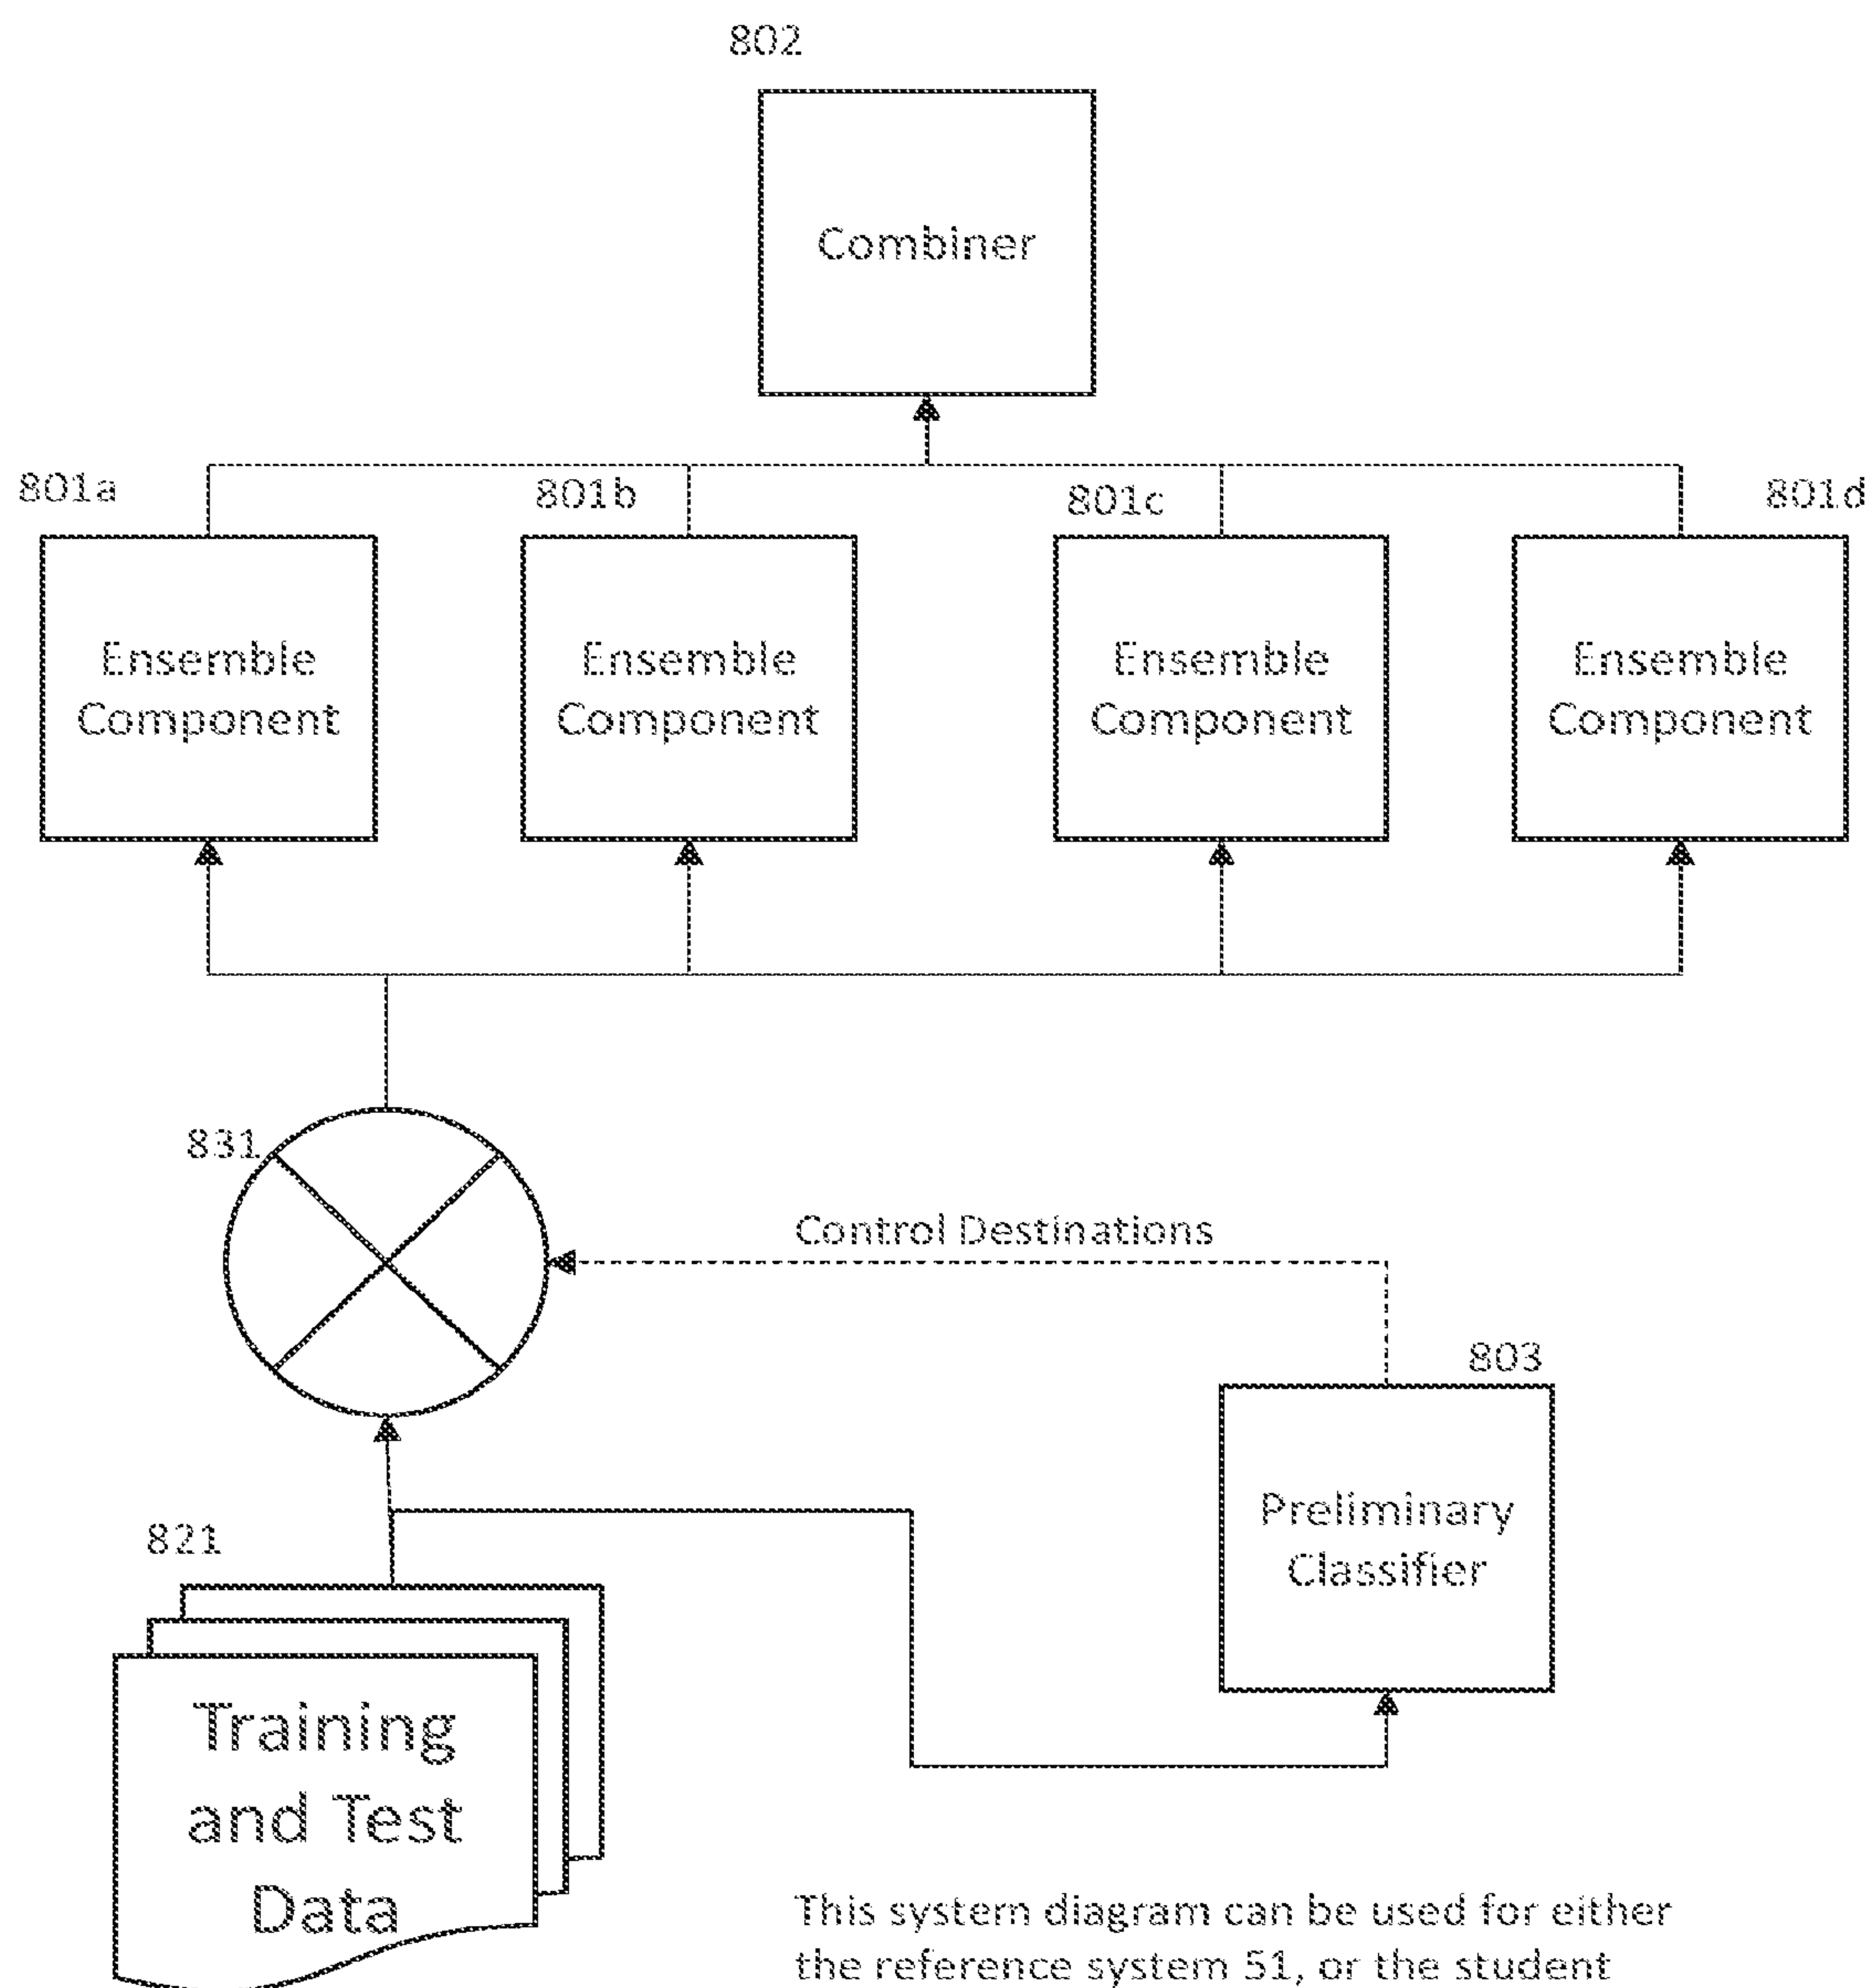 802
Combiner
801a
801b
801c
801d
Ensemble
Component
Ensemble
Component
Ensemble
Component
Ensemble
Component
831
Control Destinations
803
Preliminary
Classifier
821
Training
and Test
Data
This system diagram can be used for either
the reference system 51, or the student